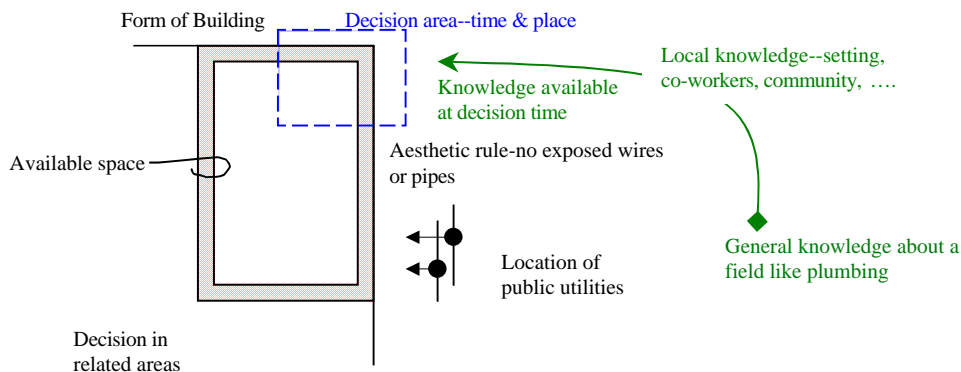 Form of Building
Decision area--time & place
Local knowledge--setting,
co-workers, community, ….
Knowledge available
at decision time
Available space
Aesthetic rule-no exposed wires
or pipes
General knowledge about a
field like plumbing
Location of
public utilities
Decision in
related areas